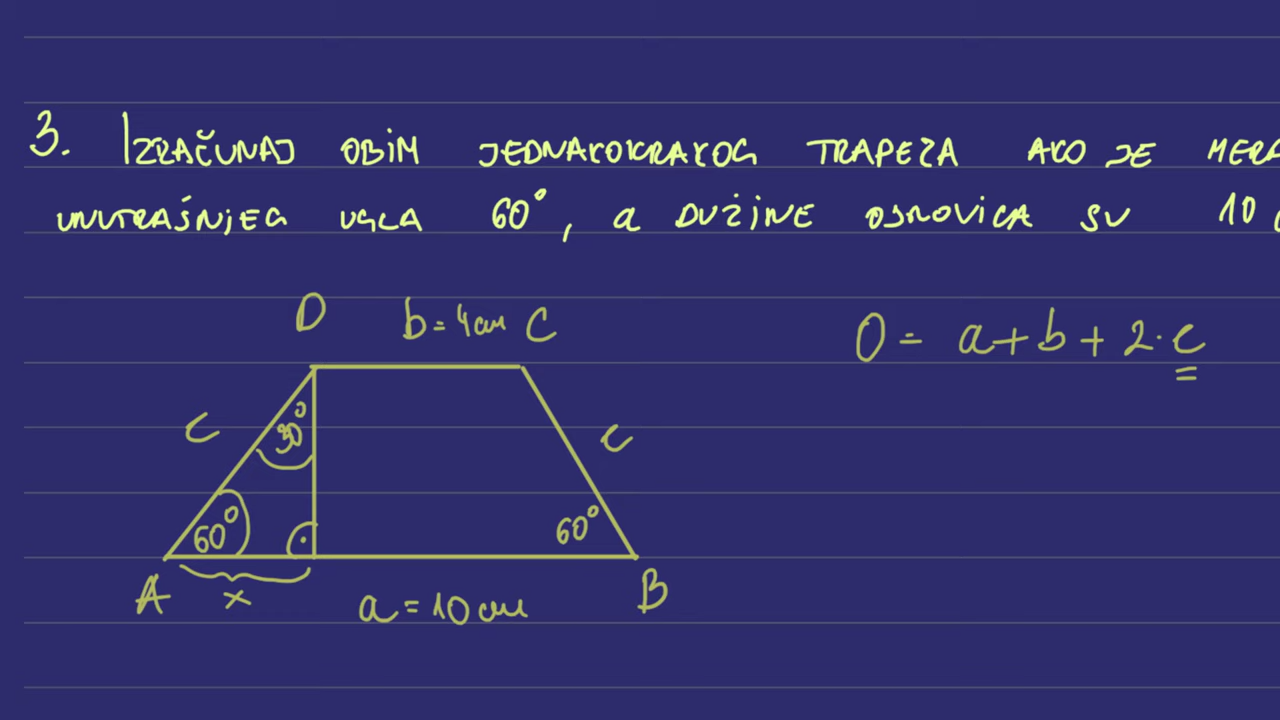 3. IZRAČUNAJ OBIM JEDNAKOKRAKOG TRAPEZA AKO JE MERA
UNUTRAŠNJEG UGLA 60°, a DUŽINE OSNOVICA SU 10
D b=4cm C
O = a+b+2·c
c 30° c
60° 60°
A x a=10cm B